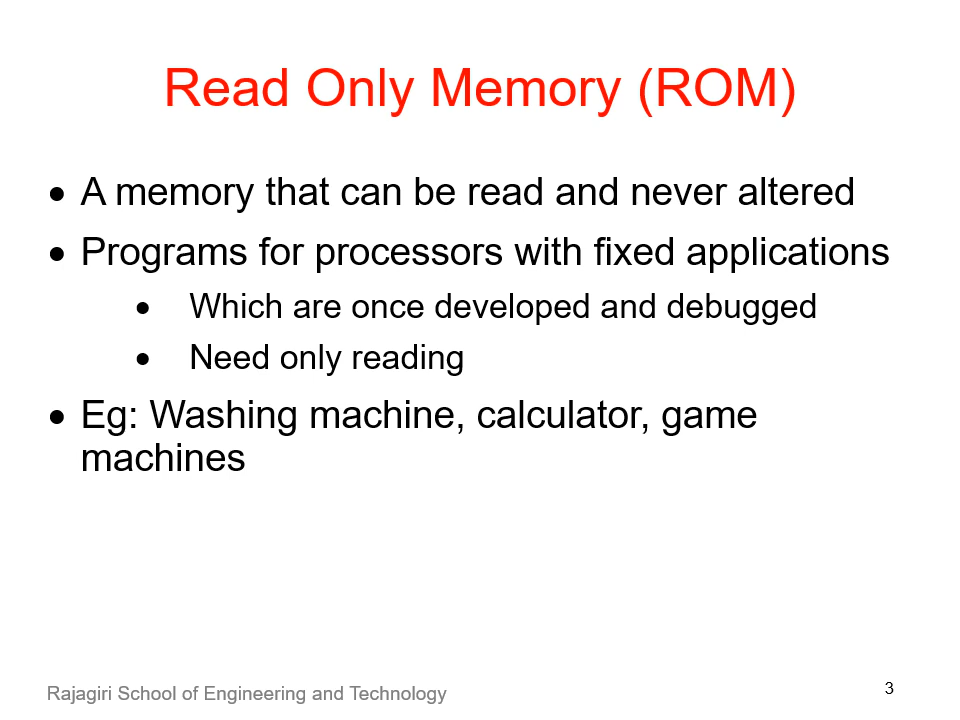 Read Only Memory (ROM)
• A memory that can be read and never altered
• Programs for processors with fixed applications
• Which are once developed and debugged
• Need only reading
• Eg: Washing machine, calculator, game
machines
Rajagiri School of Engineering and Technology
3